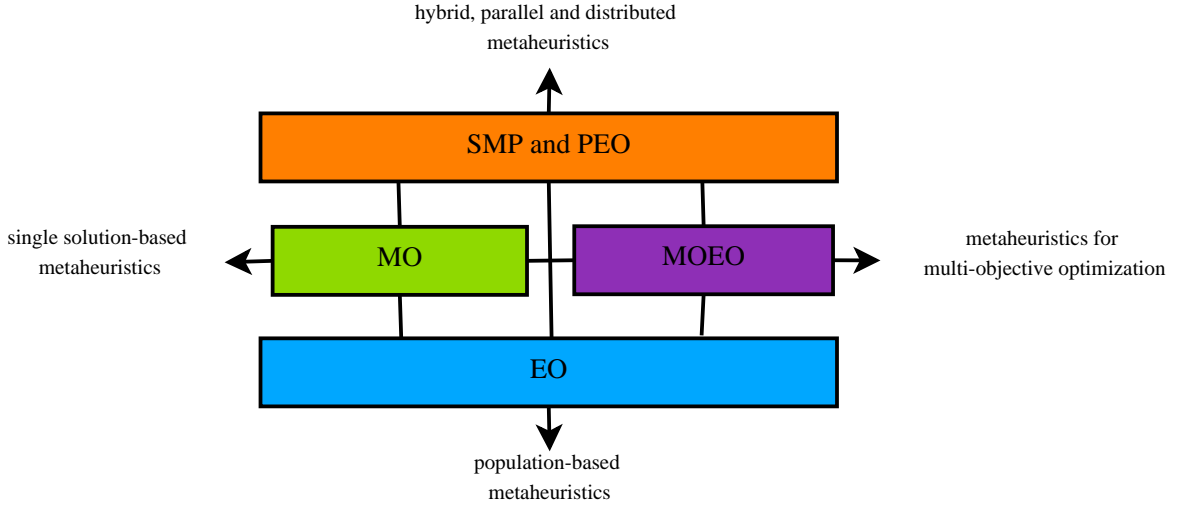 hybrid, parallel and distributed
metaheuristics
SMP and PEO
single solution-based
metaheuristics
MO
MOEO
metaheuristics for
multi-objective optimization
EO
population-based
metaheuristics